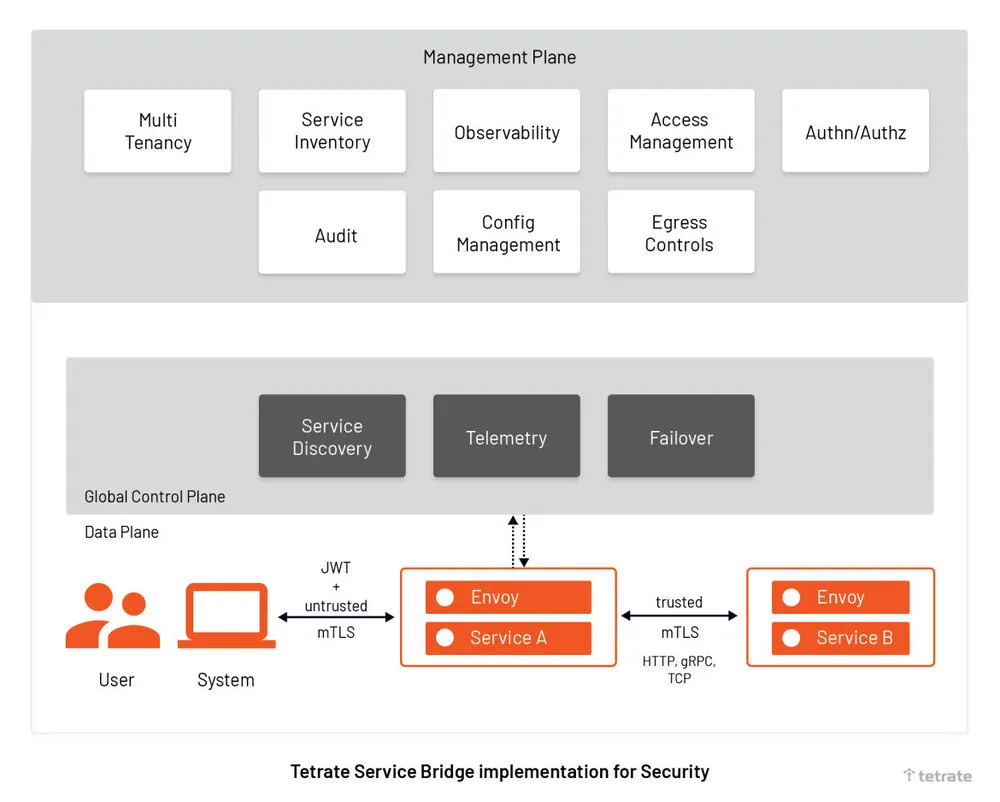 Management Plane
Multi
Tenancy
Service
Inventory
Observability
Access
Management
Authn/Authz
Audit
Config
Management
Egress
Controls
Service
Discovery
Telemetry
Failover
Global Control Plane
Data Plane
User
System
JWT
+
untrusted
mTLS
Envoy
Service A
trusted
mTLS
HTTP, gRPC,
TCP
Envoy
Service B
Tetrate Service Bridge implementation for Security
tetrate